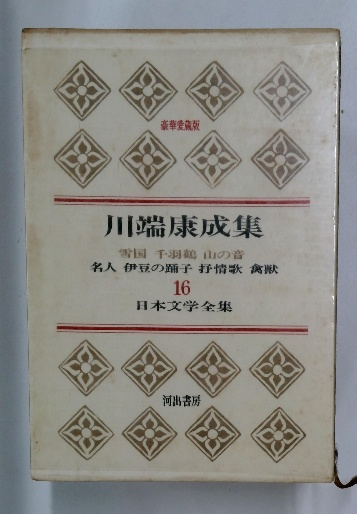 豪華愛蔵版
川端康成集
雪国 千羽鶴 山の音
名人 伊豆の踊子 抒情歌 禽獣
16
日本文学全集
河出書房